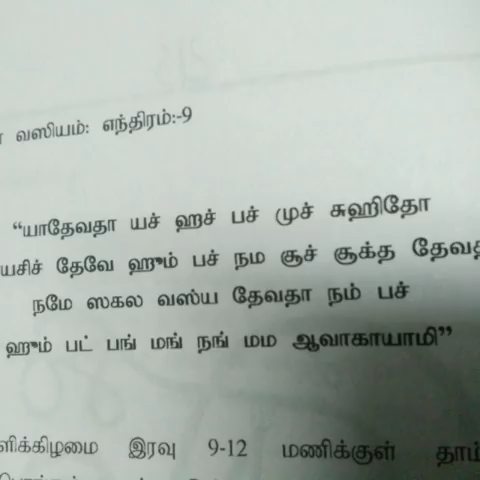 வஸியம்: எந்திரம்:-9
“யாதேவதா யச் ஹச் பச் முச் சுஹிதோ
யசிச் தேவே ஹும் பச் நம சூச் சூக்த
நமே ஸகல வஸ்ய தேவதா நம் பச்
ஹும் பட் பங் மங் நங் மம ஆவாகாயாமி”
இரவு 9-12 மணிக்குள்